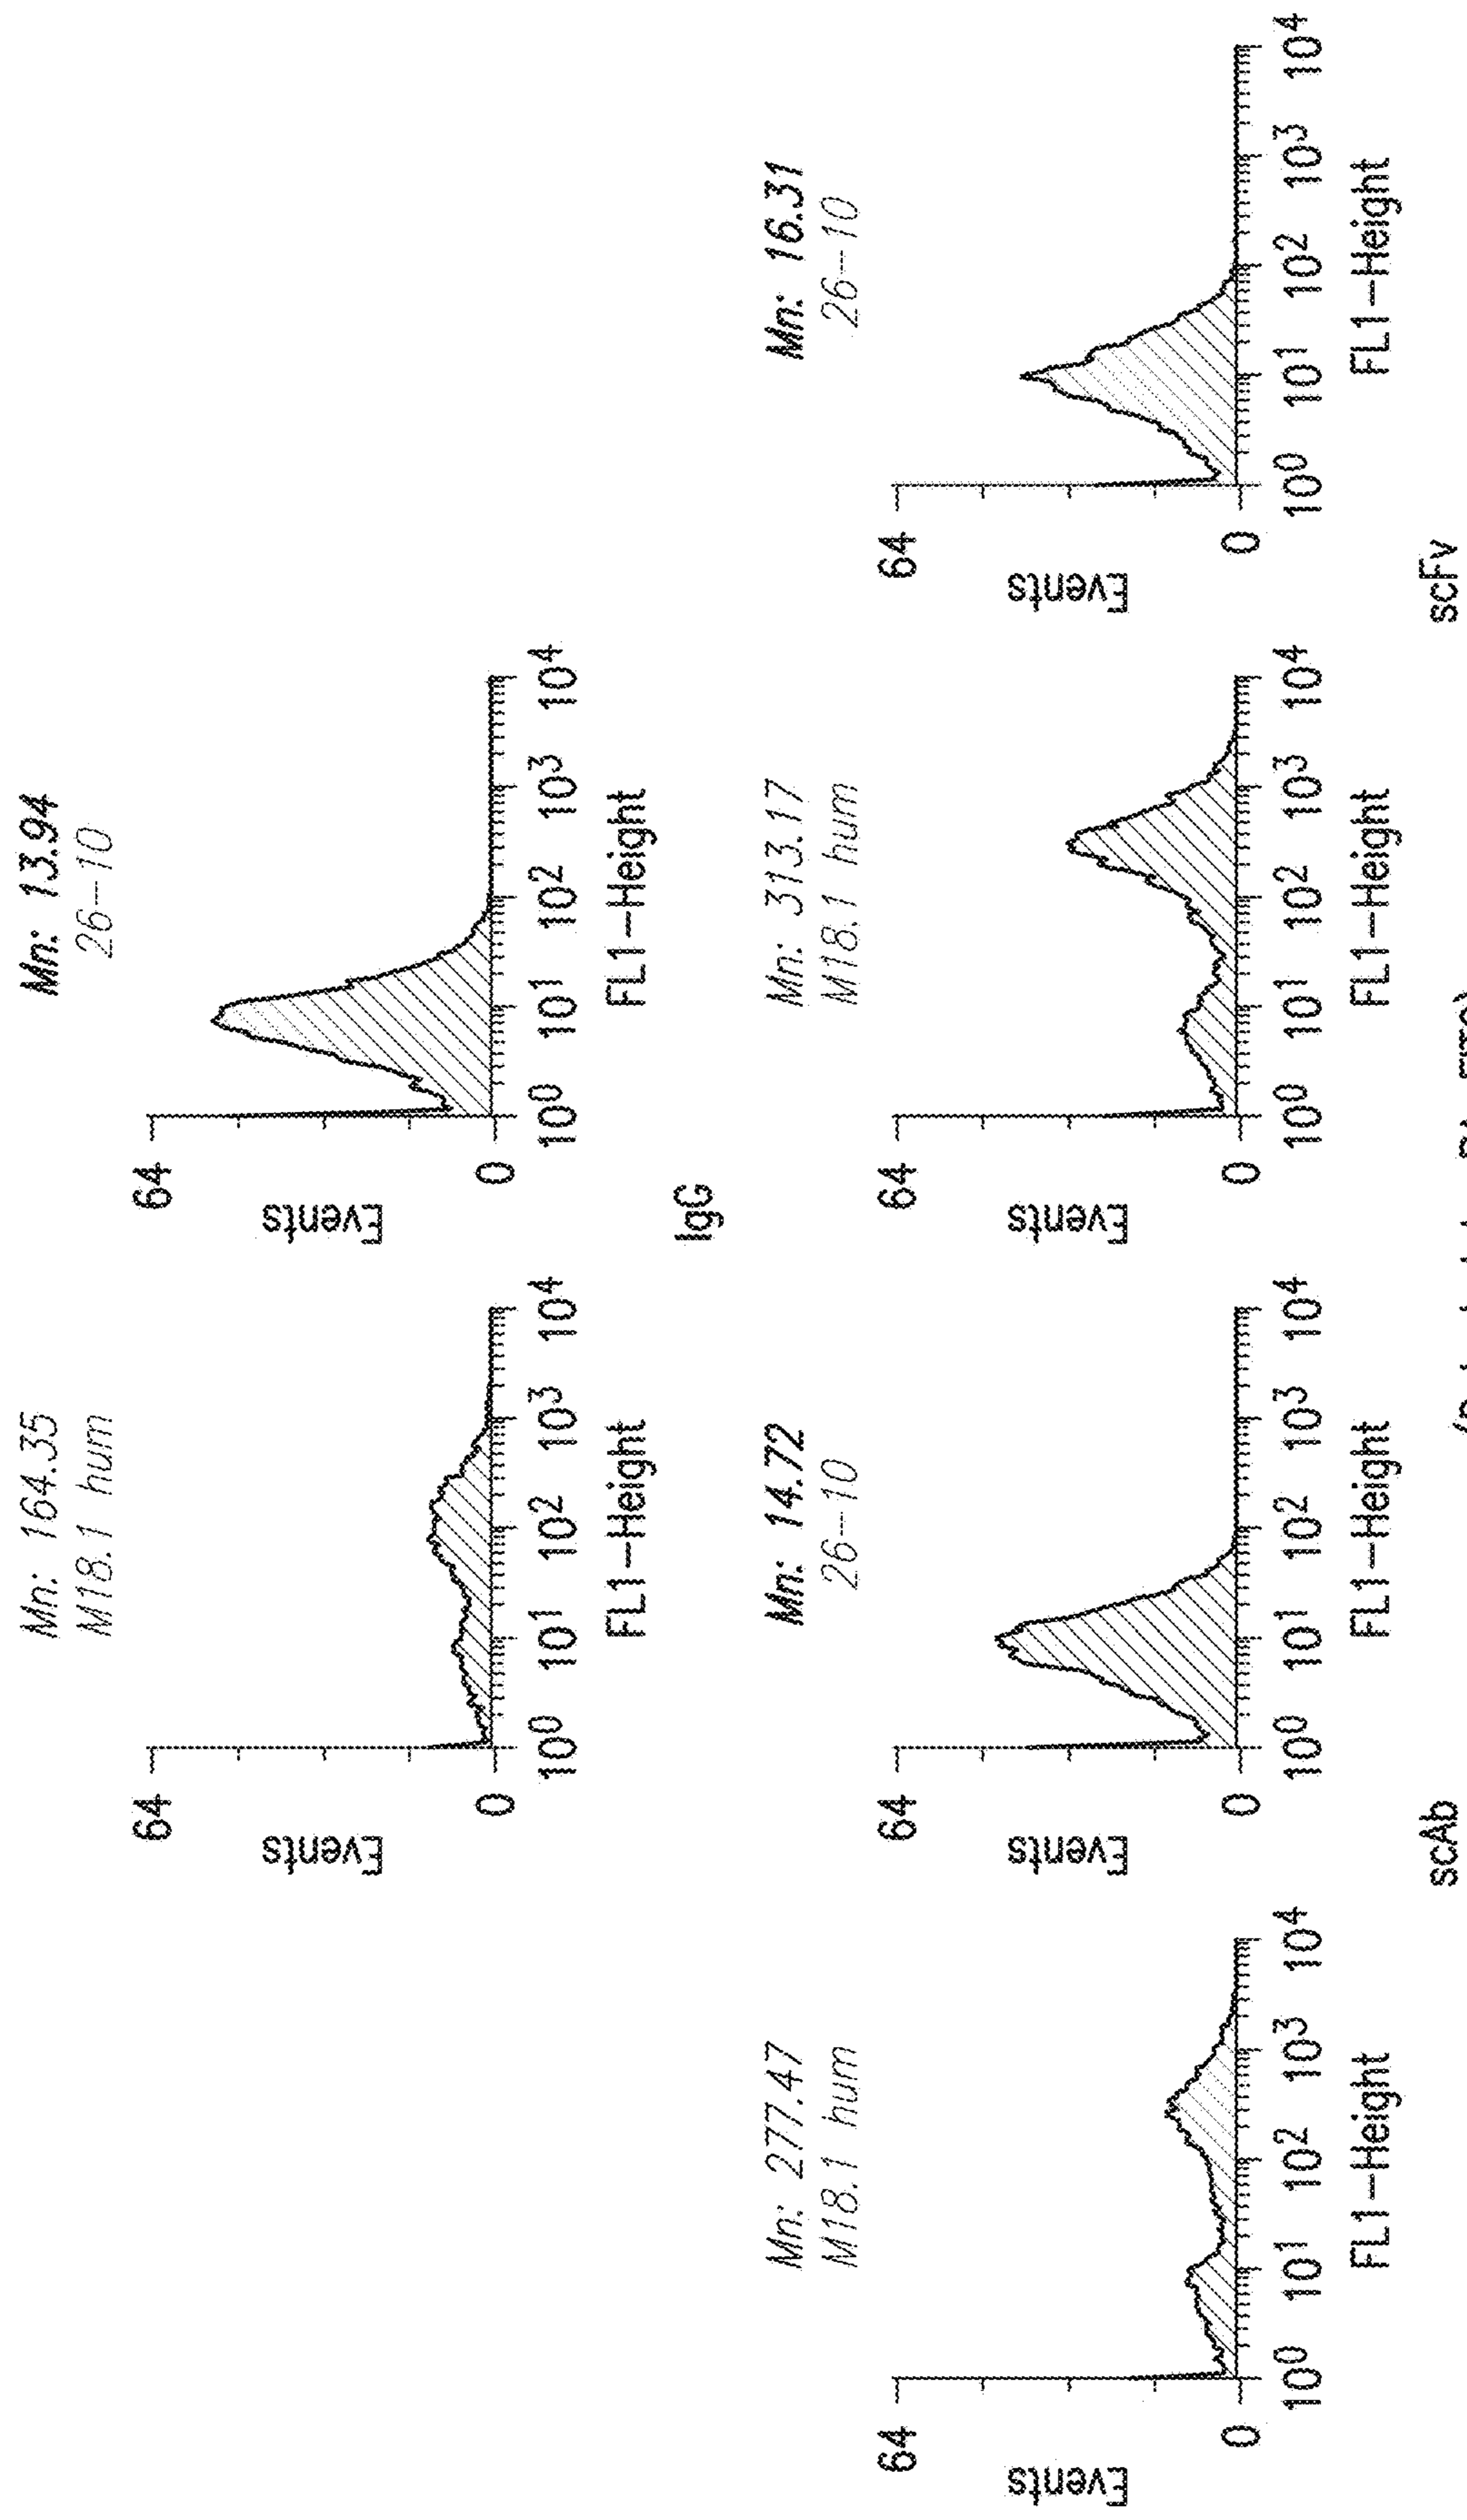 Mn: 164.35
M18.1 hum
64
Events
0
10⁰ 10¹ 10² 10³ 10⁴
FL1-Height
Mn: 13.94
26-10
64
Events
0
10⁰ 10¹ 10² 10³ 10⁴
FL1-Height
IgG
Mn: 277.47
M18.1 hum
64
Events
0
10⁰ 10¹ 10² 10³ 10⁴
FL1-Height
Mn: 14.72
26-10
64
Events
0
10⁰ 10¹ 10² 10³ 10⁴
FL1-Height
scAb
Mn: 313.17
M18.1 hum
64
Events
0
10⁰ 10¹ 10² 10³ 10⁴
FL1-Height
Mn: 16.31
26-10
64
Events
0
10⁰ 10¹ 10² 10³ 10⁴
FL1-Height
scFv